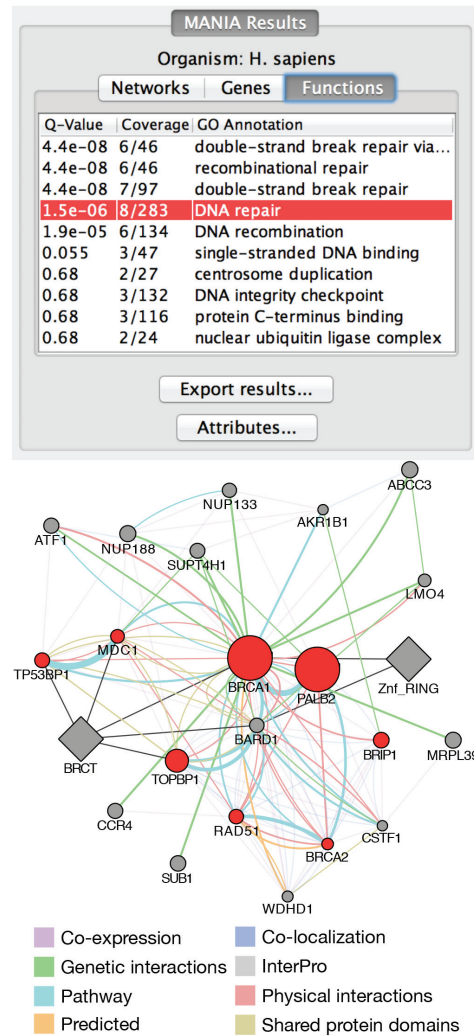 MANIA Results
Organism: H. sapiens
Networks Genes Functions
Q-Value Coverage GO Annotation
4.4e-08 6/46 double-strand break repair via...
4.4e-08 6/46 recombinational repair
4.4e-08 7/97 double-strand break repair
1.5e-06 8/283 DNA repair
1.9e-05 6/134 DNA recombination
0.055 3/47 single-stranded DNA binding
0.68 2/27 centrosome duplication
0.68 3/132 DNA integrity checkpoint
0.68 3/116 protein C-terminus binding
0.68 2/24 nuclear ubiquitin ligase complex
Export results...
Attributes...
ABCC3
NUP133
AKR1B1
ATF1
NUP188
SUPT4H1
LMO4
MDC1
TP53BP1
BRCA1
PALB2
Znf_RING
BARD1
BRCT
TOPBP1
BRIP1
MRPL39
CCR4
RAD51
CSTF1
BRCA2
SUB1
WDHD1
Co-expression Co-localization
Genetic interactions InterPro
Pathway Physical interactions
Predicted Shared protein domains